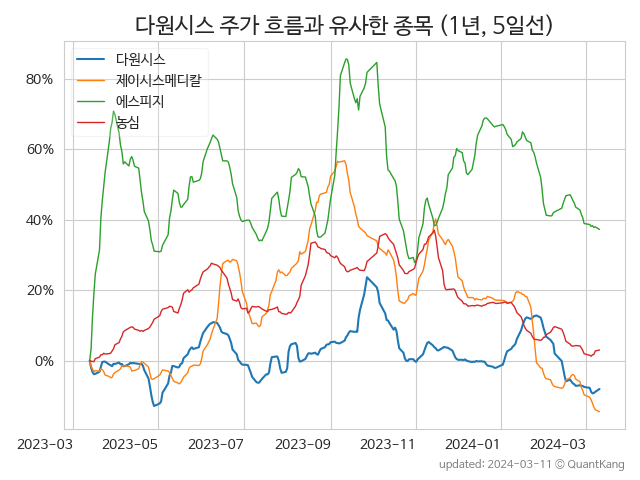 다원시스 주가 흐름과 유사한 종목 (1년, 5일선)
다원시스
제이시스메디칼
에스피지
농심
80%
60%
40%
20%
0%
2023-03 2023-05 2023-07 2023-09 2023-11 2024-01 2024-03
updated: 2024-03-11 © QuantKang